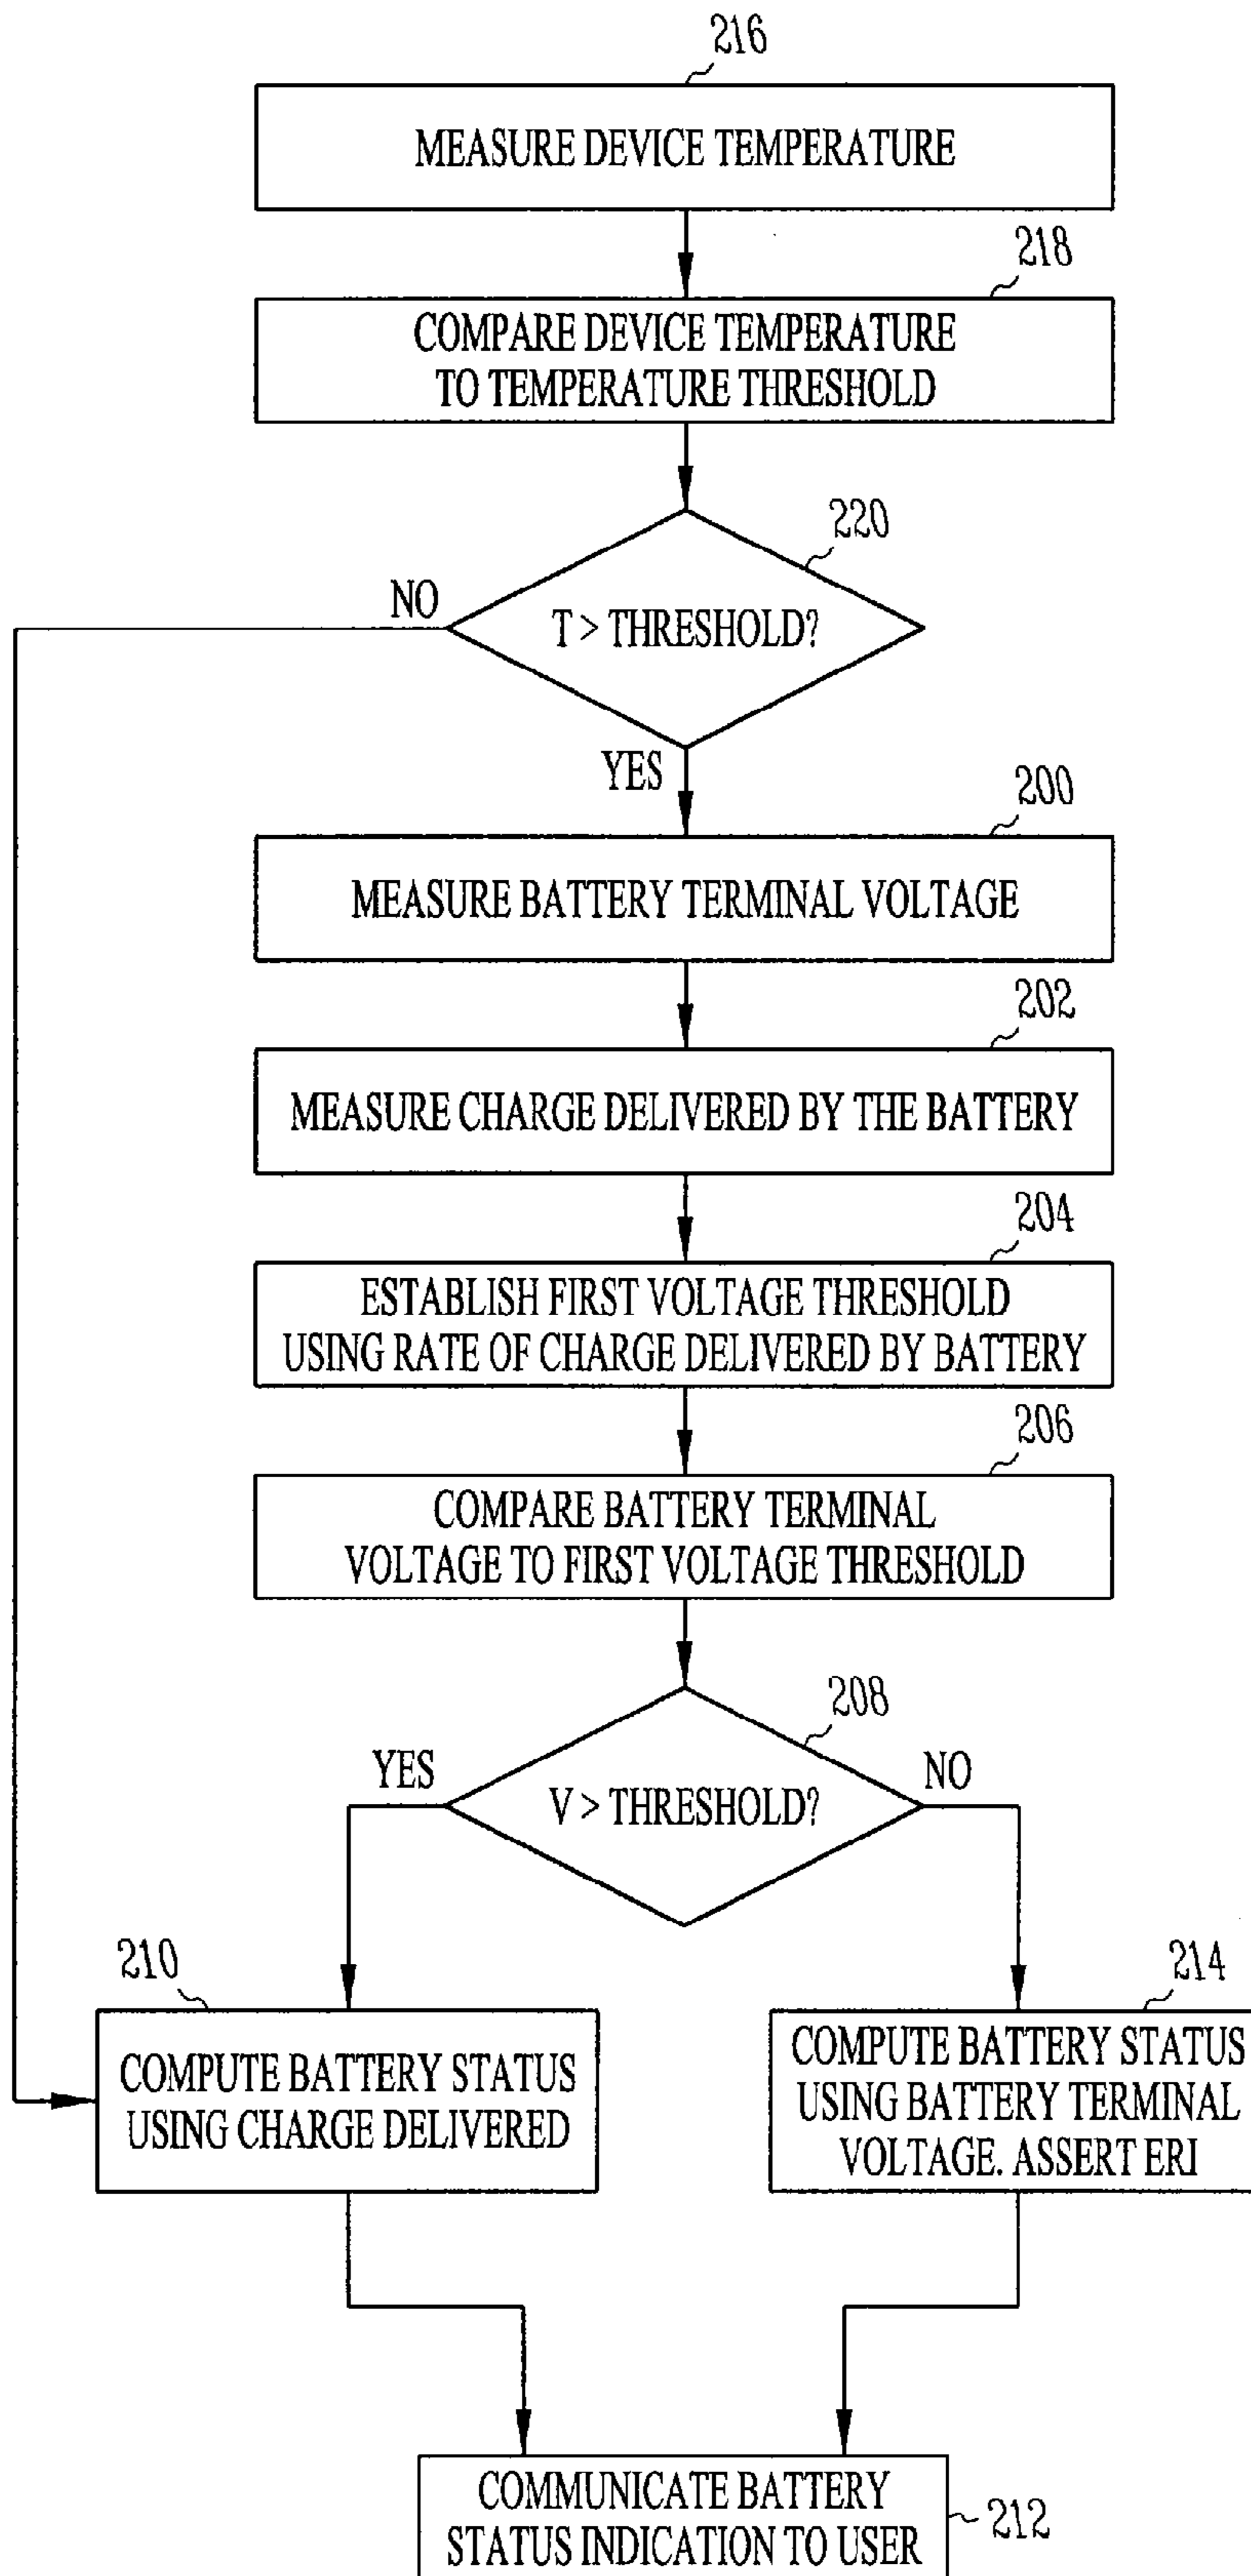 216
MEASURE DEVICE TEMPERATURE
218
COMPARE DEVICE TEMPERATURE
TO TEMPERATURE THRESHOLD
220
NO
T > THRESHOLD?
YES
200
MEASURE BATTERY TERMINAL VOLTAGE
202
MEASURE CHARGE DELIVERED BY THE BATTERY
204
ESTABLISH FIRST VOLTAGE THRESHOLD
USING RATE OF CHARGE DELIVERED BY BATTERY
206
COMPARE BATTERY TERMINAL
VOLTAGE TO FIRST VOLTAGE THRESHOLD
208
YES
V > THRESHOLD?
NO
210
COMPUTE BATTERY STATUS
USING CHARGE DELIVERED
214
COMPUTE BATTERY STATUS
USING BATTERY TERMINAL
VOLTAGE. ASSERT ERI
COMMUNICATE BATTERY
STATUS INDICATION TO USER
212